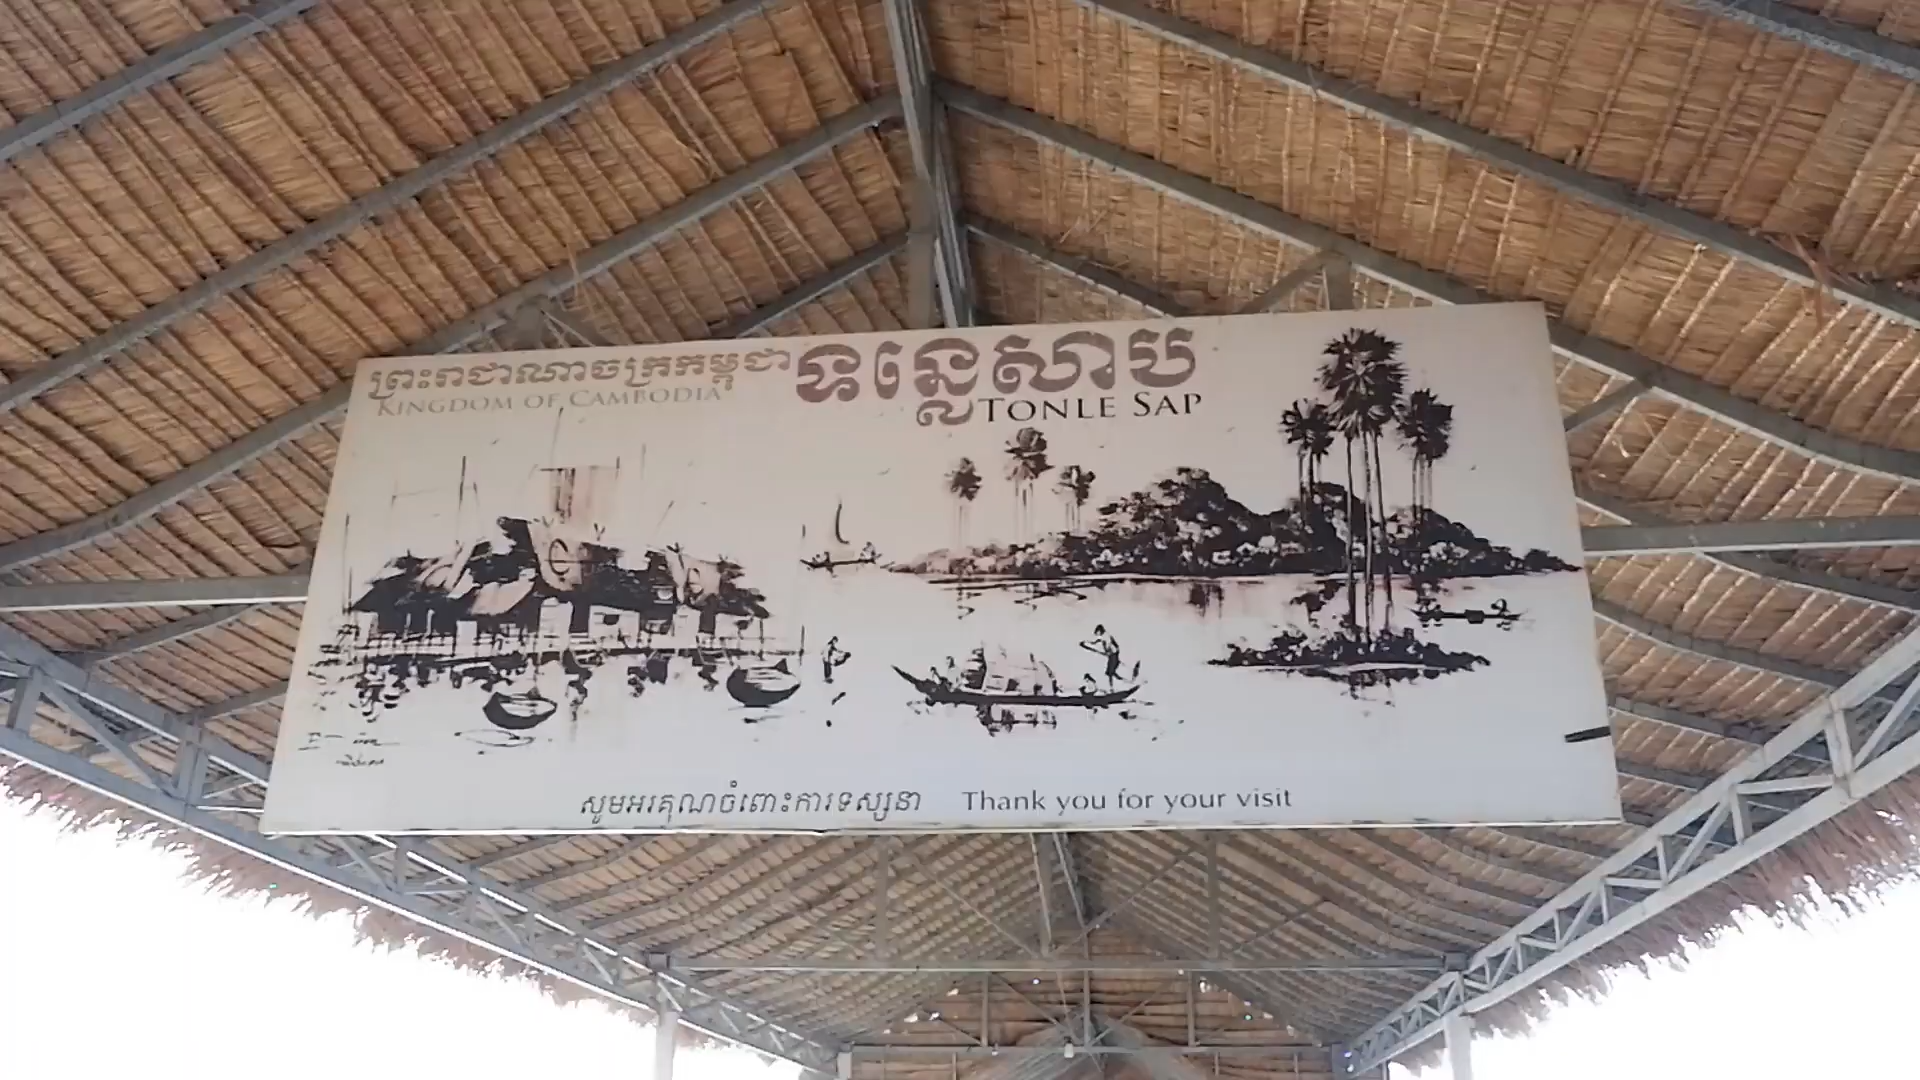 ព្រះរាជាណាចក្រកម្ពុជា
KINGDOM OF CAMBODIA
ទន្លេសាប
TONLE SAP
សូមអរគុណចំពោះការទស្សនា Thank you for your visit